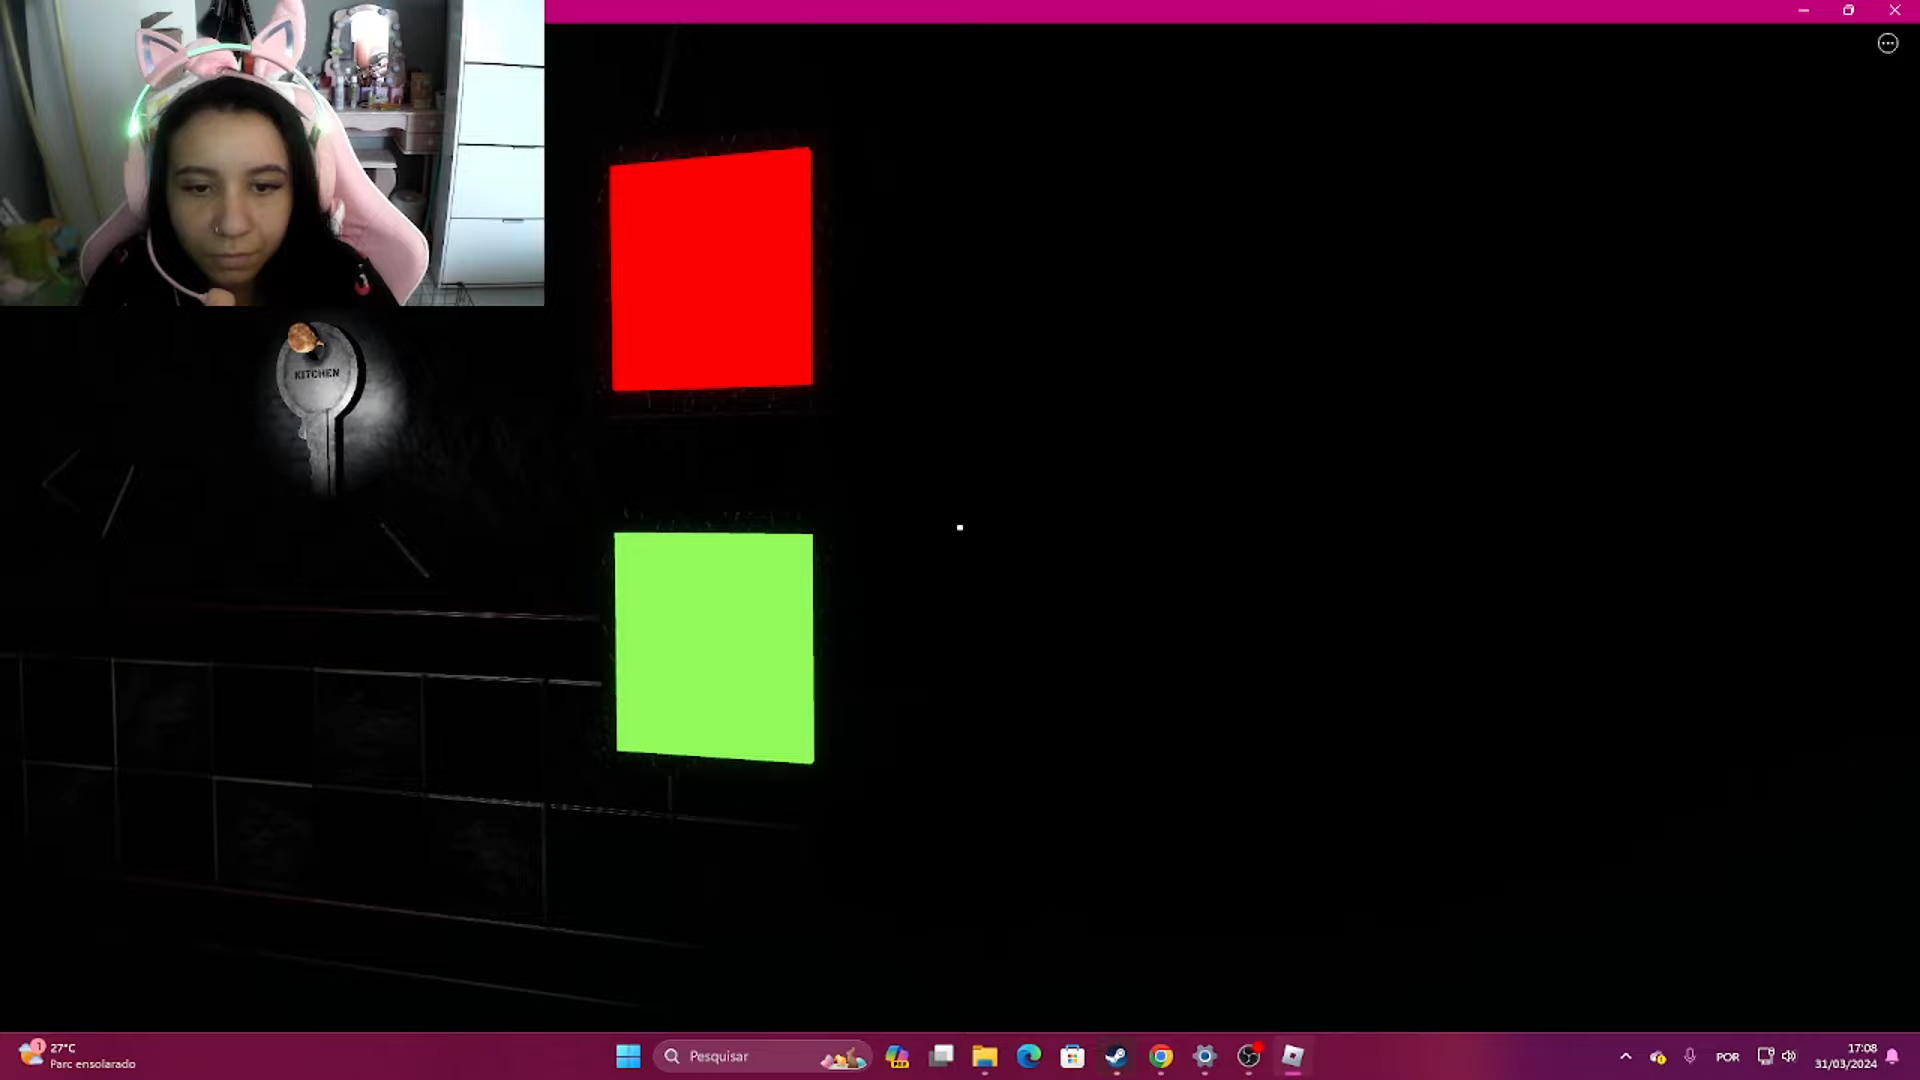 KITCHEN
27°C
Parc ensolarado
Pesquisar
POR
17:08
31/03/2024